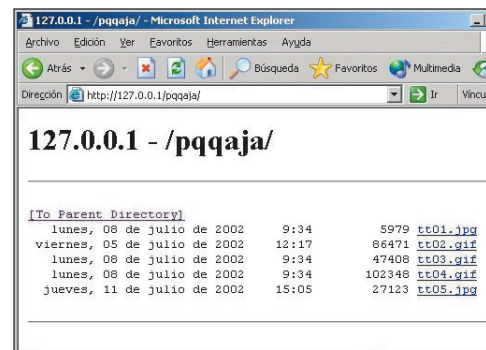 127.0.0.1 - /pqqaja/ - Microsoft Internet Explorer
Archivo Edición Ver Favoritos Herramientas Ayuda
Atrás Búsqueda Favoritos Multimedia
Dirección http://127.0.0.1/pqqaja/ Ir Víncu
127.0.0.1 - /pqqaja/
[To Parent Directory]
lunes, 08 de julio de 2002 9:34 5979 tt01.jpg
viernes, 05 de julio de 2002 12:17 86471 tt02.gif
lunes, 08 de julio de 2002 9:34 47408 tt03.gif
lunes, 08 de julio de 2002 9:34 102348 tt04.gif
jueves, 11 de julio de 2002 15:05 27123 tt05.jpg